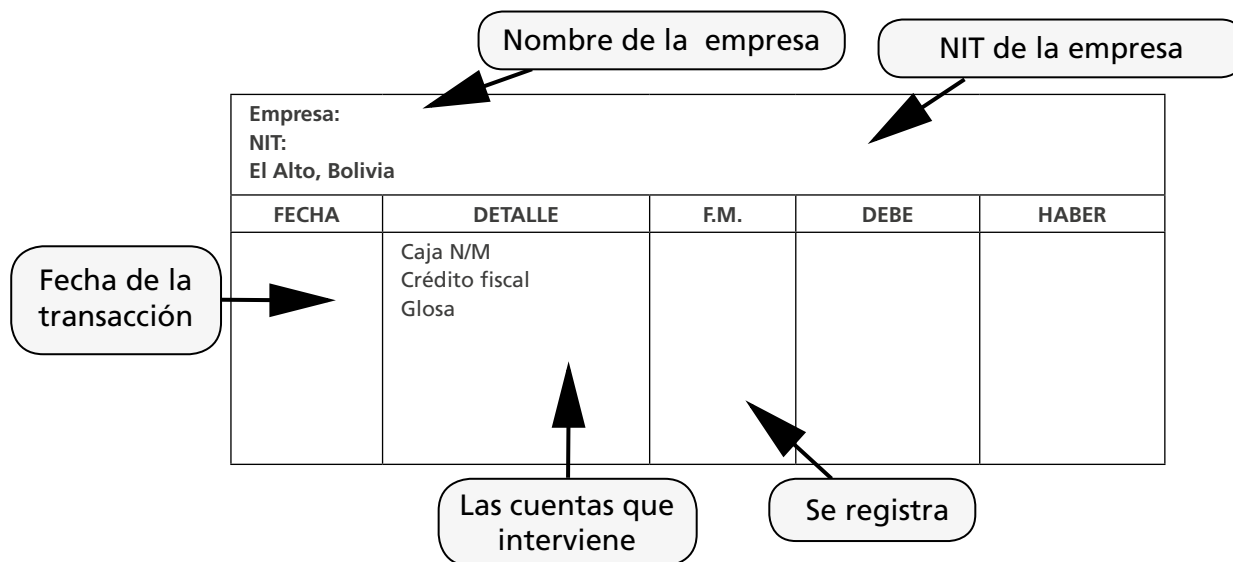 Nombre de la empresa
NIT de la empresa
Empresa:
NIT:
El Alto, Bolivia
FECHA DETALLE F.M. DEBE HABER
Caja N/M
Crédito fiscal
Glosa
Fecha de la
transacción
Las cuentas que
interviene
Se registra